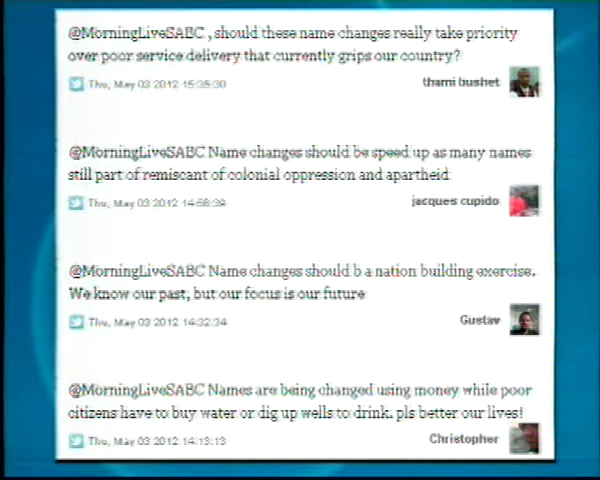 @MorningLiveSABC , should these name changes really take priority
over poor service delivery that currently grips our country?
Thu, May 03 2012 15:35:30
thami bushet
@MorningLiveSABC Name changes should be speed up as many names
still part of remiscant of colonial oppression and apartheid
Thu, May 03 2012 14:58:39
jacques cupido
@MorningLiveSABC Name changes should b a nation building exercise.
We know our past, but our focus is our future
Thu, May 03 2012 14:32:34
Gustav
@MorningLiveSABC Names are being changed using money while poor
citizens have to buy water or dig up wells to drink. pls better our lives!
Thu, May 03 2012 14:13:13
Christopher